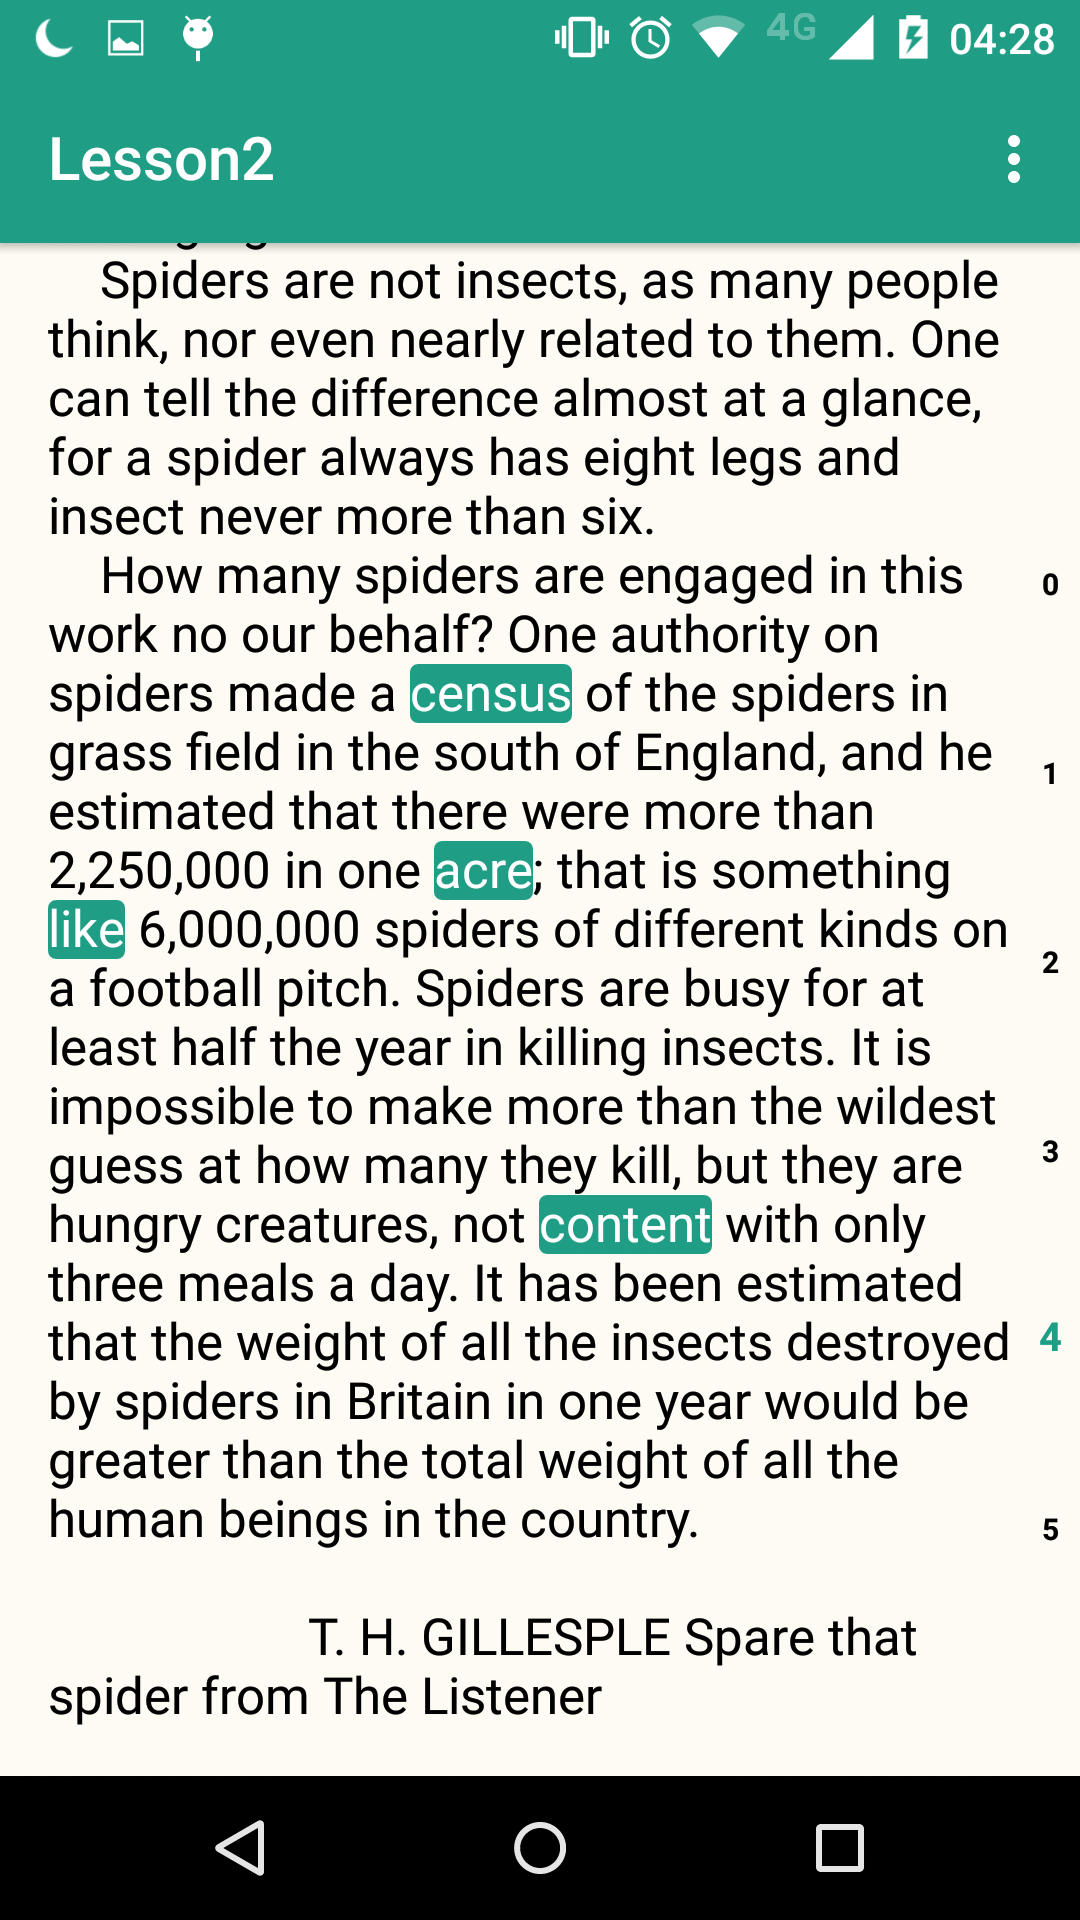 4G 04:28
Lesson2
Spiders are not insects, as many people
think, nor even nearly related to them. One
can tell the difference almost at a glance,
for a spider always has eight legs and
insect never more than six.
How many spiders are engaged in this
0
work no our behalf? One authority on
spiders made a census of the spiders in
grass field in the south of England, and he
1
estimated that there were more than
2,250,000 in one acre; that is something
like 6,000,000 spiders of different kinds on
2
a football pitch. Spiders are busy for at
least half the year in killing insects. It is
impossible to make more than the wildest
3
guess at how many they kill, but they are
hungry creatures, not content with only
three meals a day. It has been estimated
that the weight of all the insects destroyed
4
by spiders in Britain in one year would be
greater than the total weight of all the
human beings in the country.
5
T. H. GILLESPLE Spare that
spider from The Listener